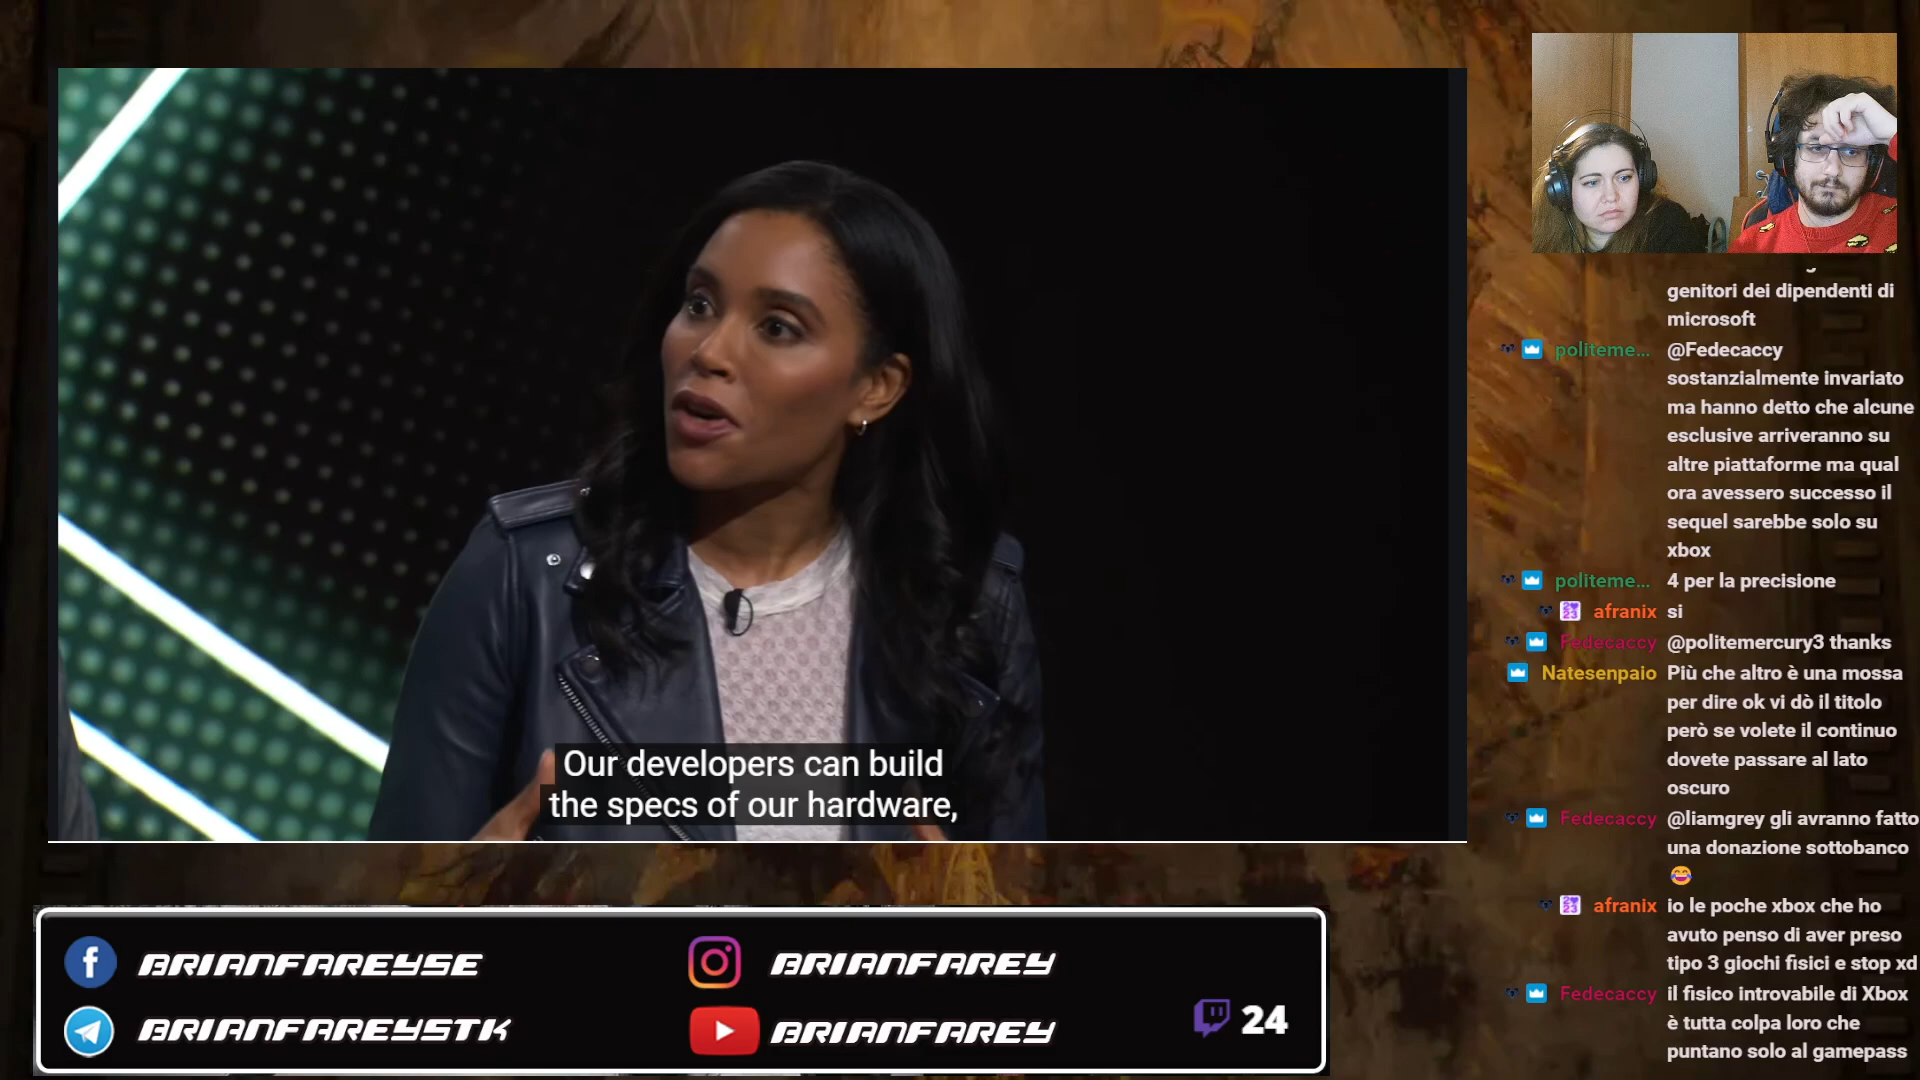 Our developers can build
the specs of our hardware,
genitori dei dipendenti di
microsoft
politeme... @Fedecaccy
sostanzialmente invariato
ma hanno detto che alcune
esclusive arriveranno su
altre piattaforme ma qual
ora avessero successo il
sequel sarebbe solo su
xbox
politeme... 4 per la precisione
afranix si
Fedecaccy @politemercury3 thanks
Natesenpaio Più che altro è una mossa
per dire ok vi dò il titolo
però se volete il continuo
dovete passare al lato
oscuro
Fedecaccy @liamgrey gli avranno fatto
una donazione sottobanco
😂
afranix io le poche xbox che ho
avuto penso di aver preso
tipo 3 giochi fisici e stop xd
Fedecaccy il fisico introvabile di Xbox
è tutta colpa loro che
puntano solo al gamepass
BRIANFAREYSE
BRIANFAREY
BRIANFAREYSTK
BRIANFAREY
24